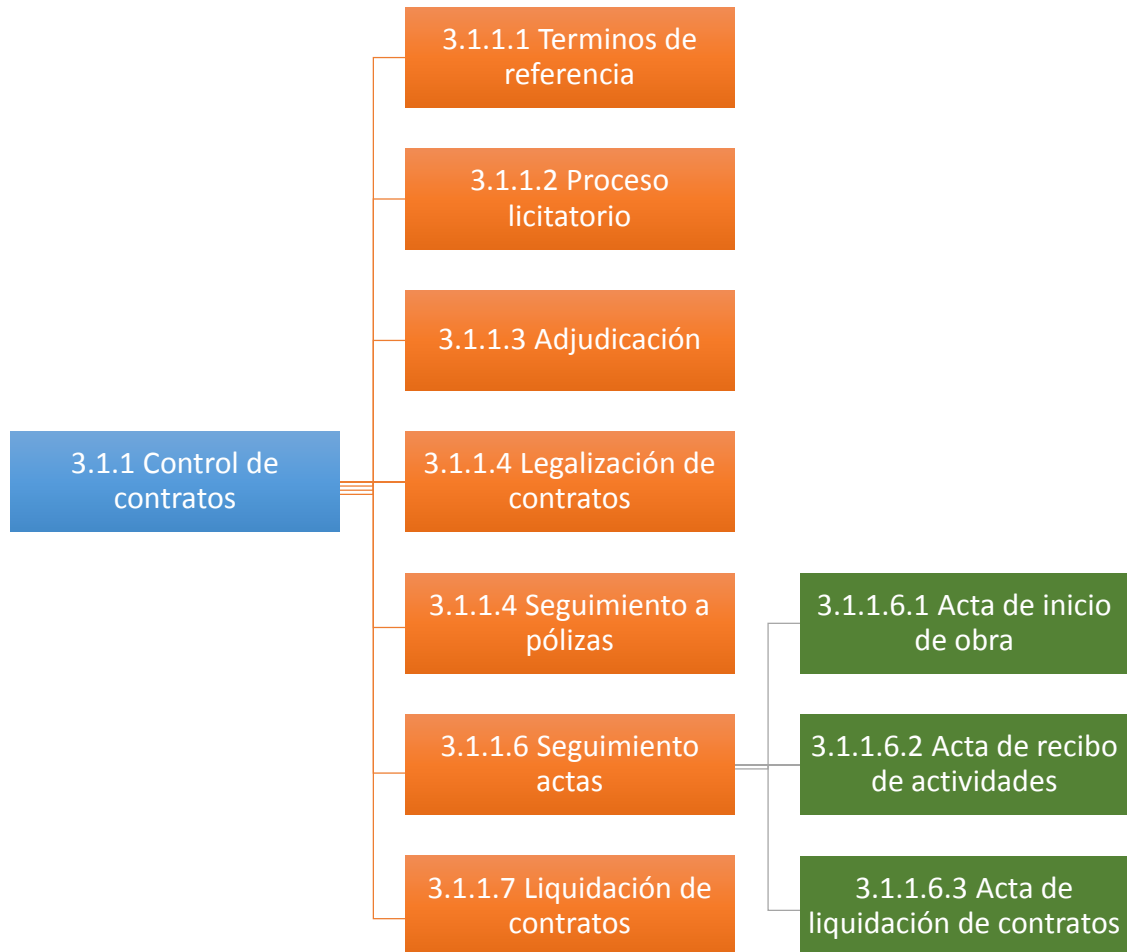 3.1.1 Control de
contratos
3.1.1.1 Terminos de
referencia
3.1.1.2 Proceso
licitatorio
3.1.1.3 Adjudicación
3.1.1.4 Legalización de
contratos
3.1.1.4 Seguimiento a
pólizas
3.1.1.6 Seguimiento
actas
3.1.1.6.1 Acta de inicio
de obra
3.1.1.6.2 Acta de recibo
de actividades
3.1.1.6.3 Acta de
liquidación de contratos
3.1.1.7 Liquidación de
contratos